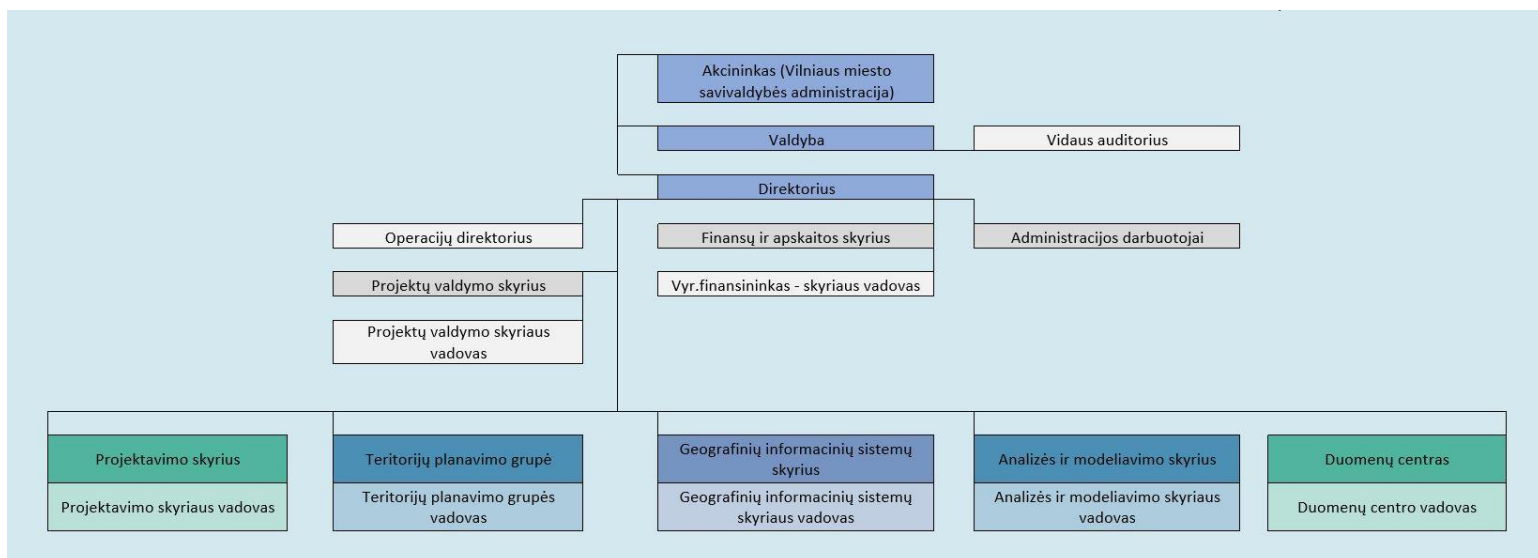 Akcininkas (Vilniaus miesto
savivaldybės administracija)
Valdyba
Vidaus auditorius
Direktorius
Operacijų direktorius
Finansų ir apskaitos skyrius
Administracijos darbuotojai
Projektų valdymo skyrius
Vyr.finansininkas - skyriaus vadovas
Projektų valdymo skyriaus
vadovas
Projektavimo skyrius
Teritorijų planavimo grupė
Geografinių informacinių sistemų
skyrius
Analizės ir modeliavimo skyrius
Duomenų centras
Projektavimo skyriaus vadovas
Teritorijų planavimo grupės
vadovas
Geografinių informacinių sistemų
skyriaus vadovas
Analizės ir modeliavimo skyriaus
vadovas
Duomenų centro vadovas